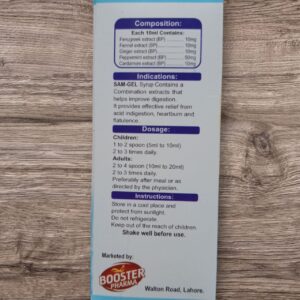 Composition:
Each 10ml Contains:
Fenugreek extract (BP) 10mg
Fennel extract (BP) 10mg
Ginger extract (BP) 10mg
Peppermint extract (BP) 50mg
Cardamom extract (BP) 10mg
Indications:
SAM-GEL Syrup Contains a
Combination extracts that
helps improve digestion.
It provides effective relief from
acid indigestion, heartburn and
flatulence.
Dosage:
Children:
1 to 2 spoon (5ml to 10ml)
2 to 3 times daily.
Adults:
2 to 4 spoon (10ml to 20ml)
2 to 3 times daily.
Preferably after meal or as
directed by the physician.
Instructions:
Store in a cool place and
protect from sunlight.
Do not refrigerate.
Keep out of the reach of children.
Shake well before use.
Marketed by:
BOOSTER
PHARMA
Walton Road, Lahore.